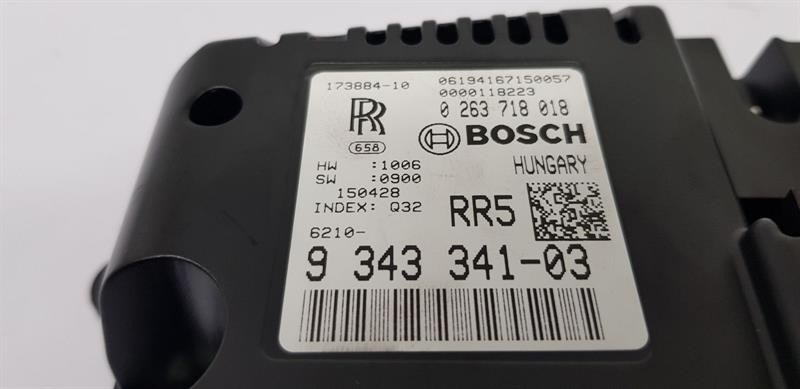 173884-10
06194167150057
0000118223
0 263 718 018
RR
658
BOSCH
HUNGARY
HW :1006
SW :0900
150428
INDEX: Q32
RR5
6210-
9 343 341-03